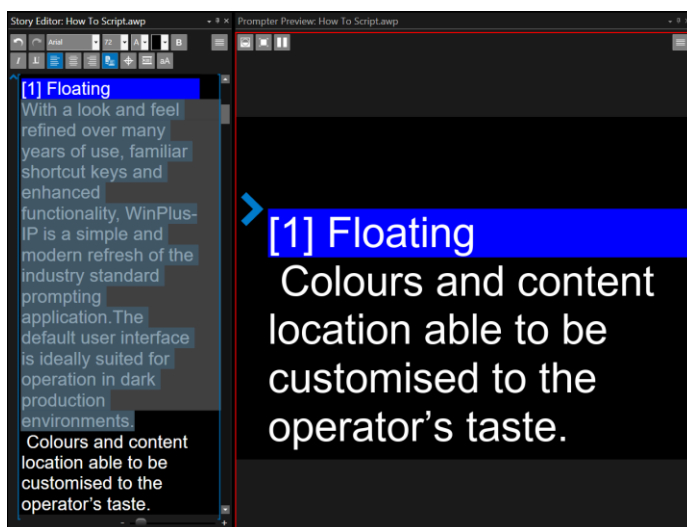 Story Editor: How To Script.awp
Prompter Preview: How To Script.awp
Arial
72
A
B
I
aA
[1] Floating
With a look and feel
refined over many
years of use, familiar
shortcut keys and
enhanced
functionality, WinPlus-
IP is a simple and
modern refresh of the
industry standard
prompting
application.The
default user interface
is ideally suited for
operation in dark
production
environments.
Colours and content
location able to be
customised to the
operator's taste.
[1] Floating
Colours and content
location able to be
customised to the
operator's taste.